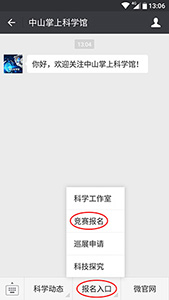 13:06
中山掌上科学馆
13:04
你好，欢迎关注中山掌上科学馆！
科学工作室
竞赛报名
巡展申请
科技探究
科学活动
报名入口
微官网